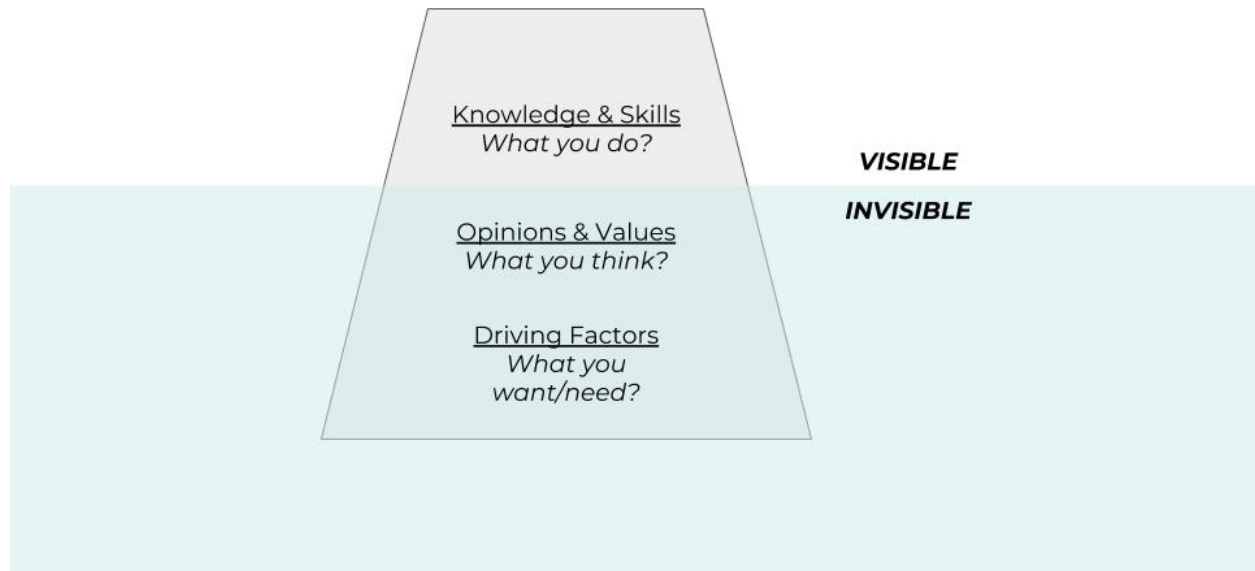 Knowledge & Skills
What you do?
VISIBLE
INVISIBLE
Opinions & Values
What you think?
Driving Factors
What you
want/need?